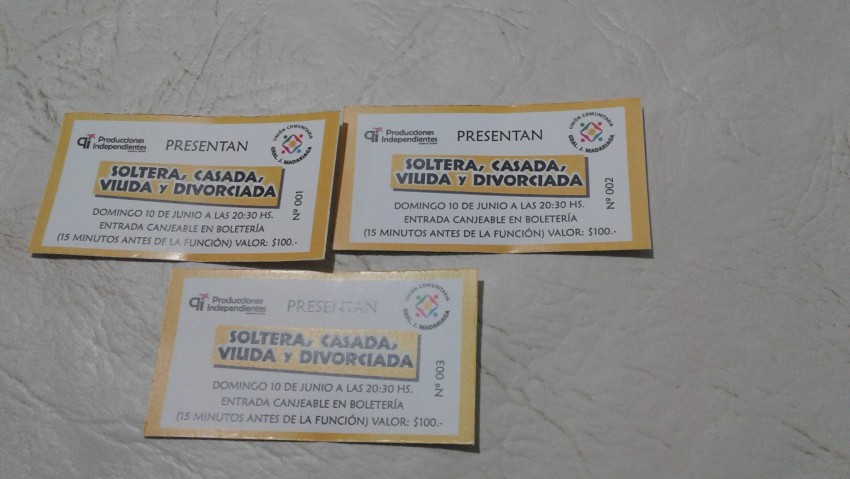 Producciones
Independientes
PRESENTAN
UNIÓN COMUNITARIA
GRAL. J. MADARIAGA
SOLTERA, CASADA,
VIUDA Y DIVORCIADA
DOMINGO 10 DE JUNIO A LAS 20:30 HS.
ENTRADA CANJEABLE EN BOLETERÍA
(15 MINUTOS ANTES DE LA FUNCIÓN) VALOR: $100.-
Nº 001
Producciones
Independientes
PRESENTAN
UNIÓN COMUNITARIA
GRAL. J. MADARIAGA
SOLTERA, CASADA,
VIUDA Y DIVORCIADA
DOMINGO 10 DE JUNIO A LAS 20:30 HS.
ENTRADA CANJEABLE EN BOLETERÍA
(15 MINUTOS ANTES DE LA FUNCIÓN) VALOR: $100.-
Nº 002
Producciones
Independientes
PRESENTAN
UNIÓN COMUNITARIA
GRAL. J. MADARIAGA
SOLTERA, CASADA,
VIUDA Y DIVORCIADA
DOMINGO 10 DE JUNIO A LAS 20:30 HS.
ENTRADA CANJEABLE EN BOLETERÍA
(15 MINUTOS ANTES DE LA FUNCIÓN) VALOR: $100.-
Nº 003